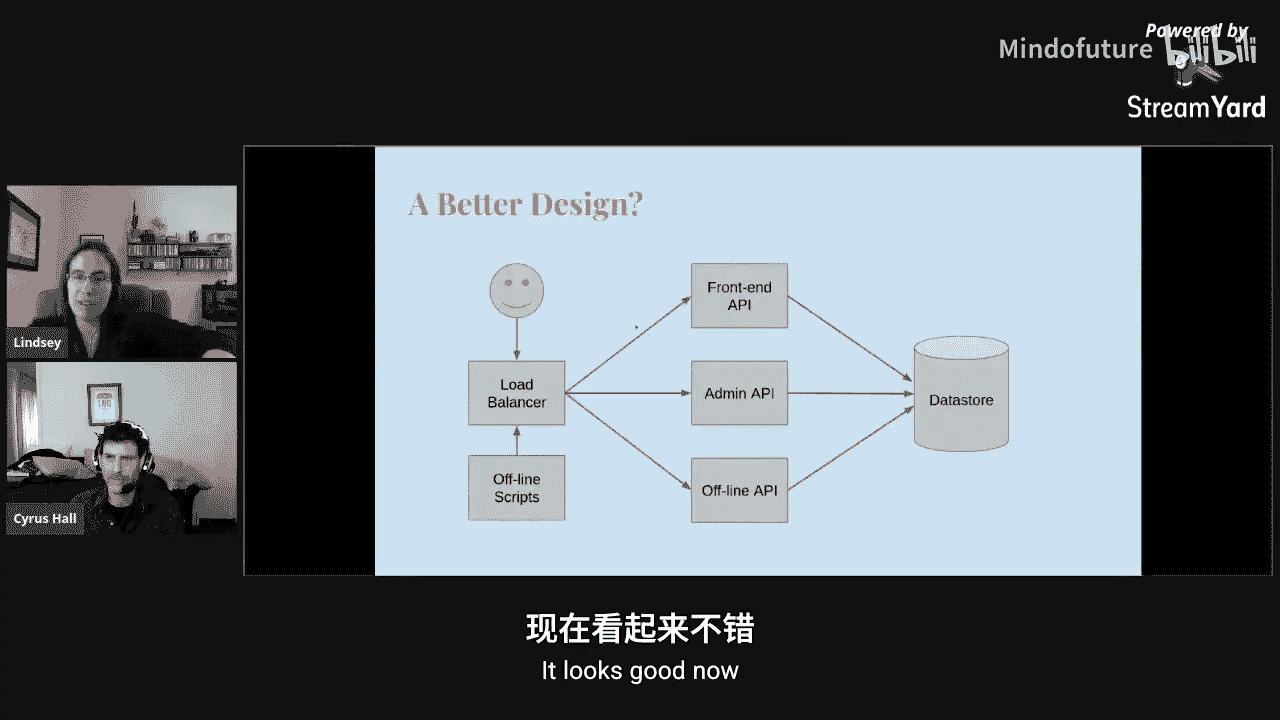 Powered by
Mindofuture bilibili
StreamYard
A Better Design?
Front-end
API
Load
Balancer
Admin API
Datastore
Off-line
Scripts
Off-line API
Lindsey
Cyrus Hall
现在看起来不错
It looks good now